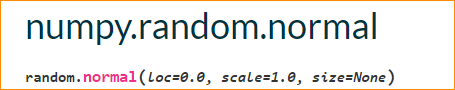 numpy.random.normal
random.normal(loc=0.0, scale=1.0, size=None)